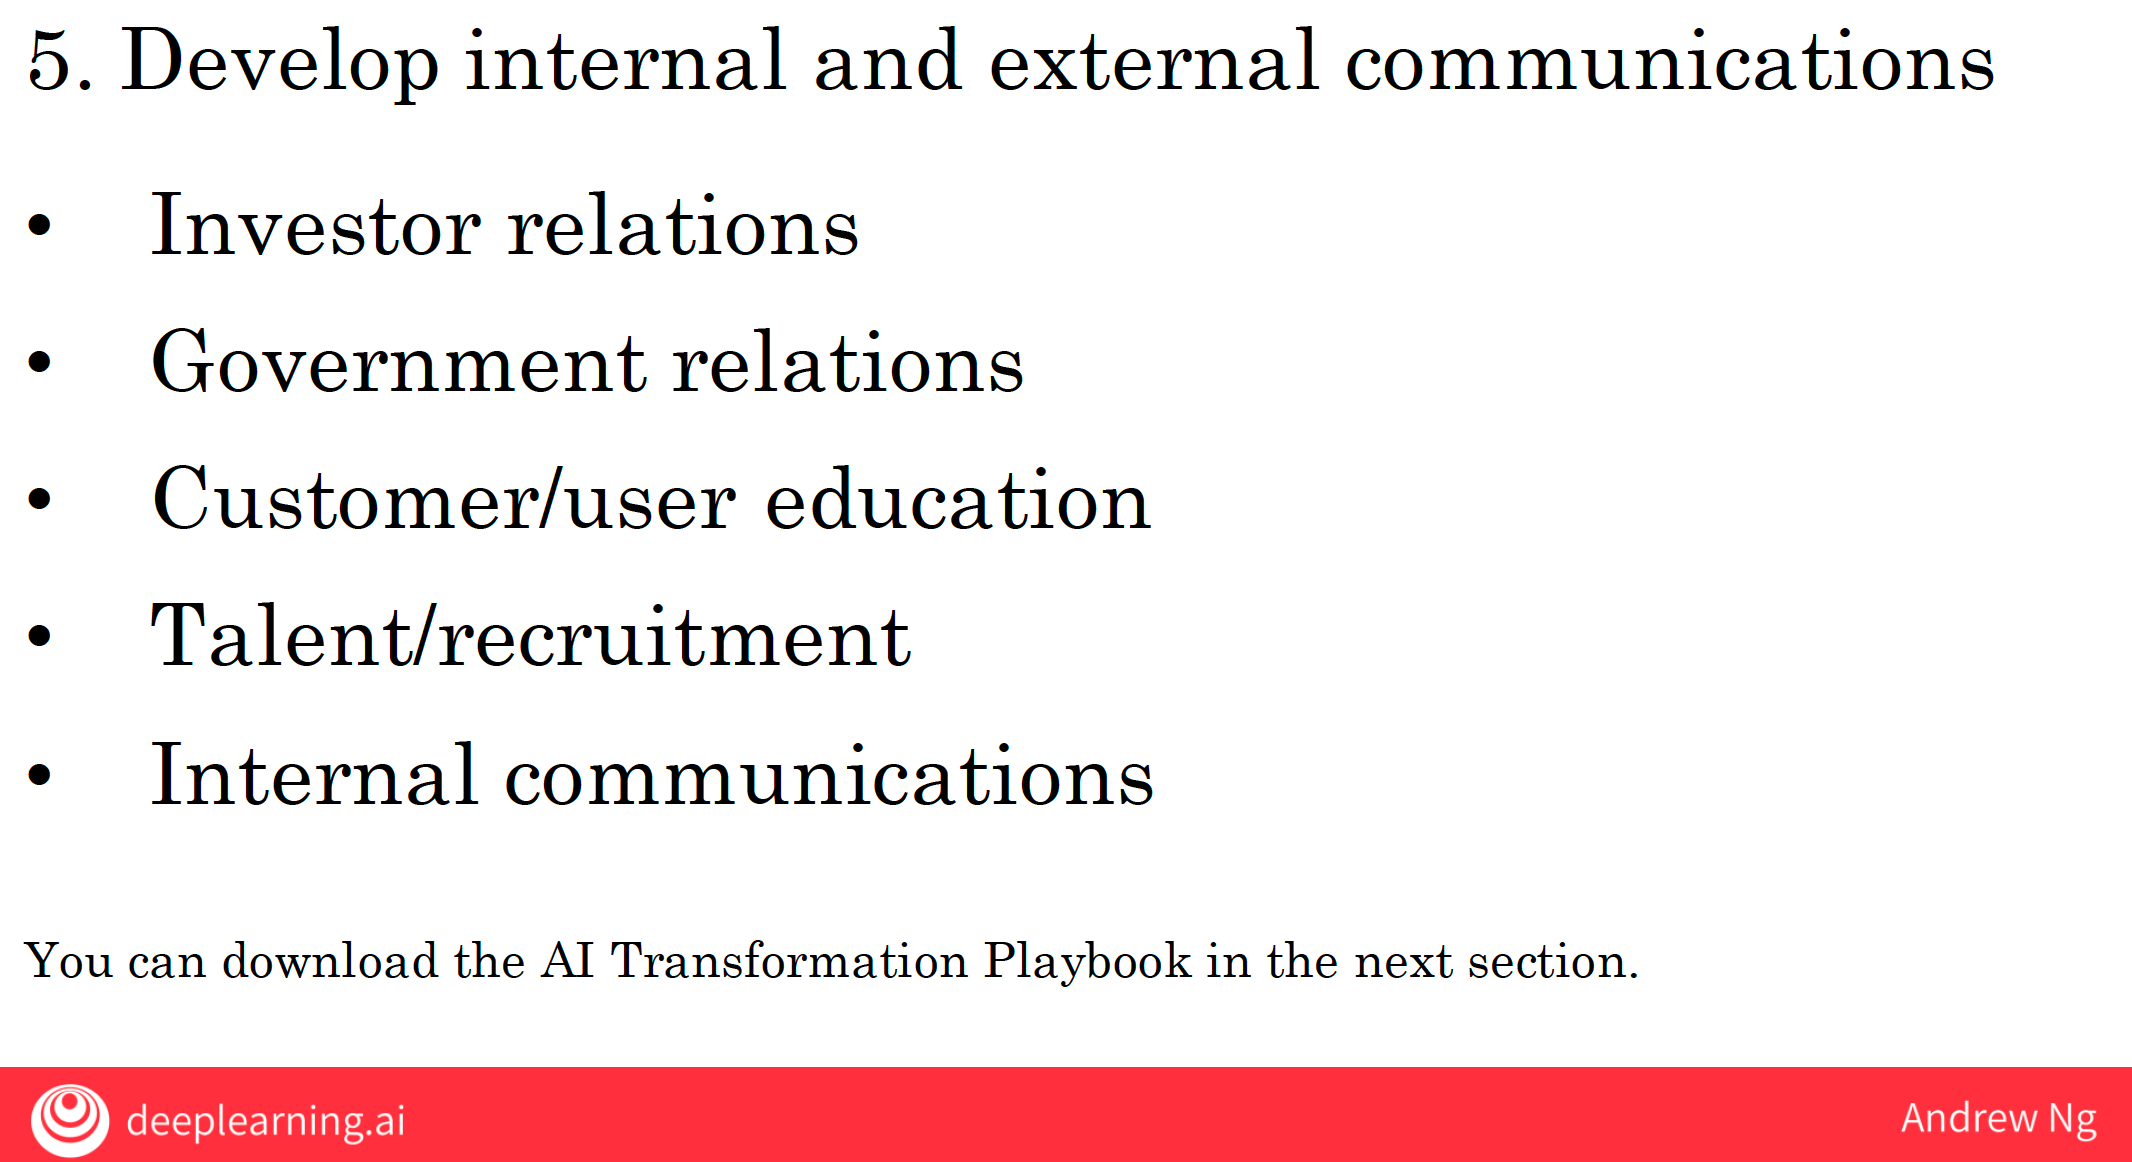 5. Develop internal and external communications
• Investor relations
• Government relations
• Customer/user education
• Talent/recruitment
• Internal communications
You can download the AI Transformation Playbook in the next section.
deeplearning.ai
Andrew Ng